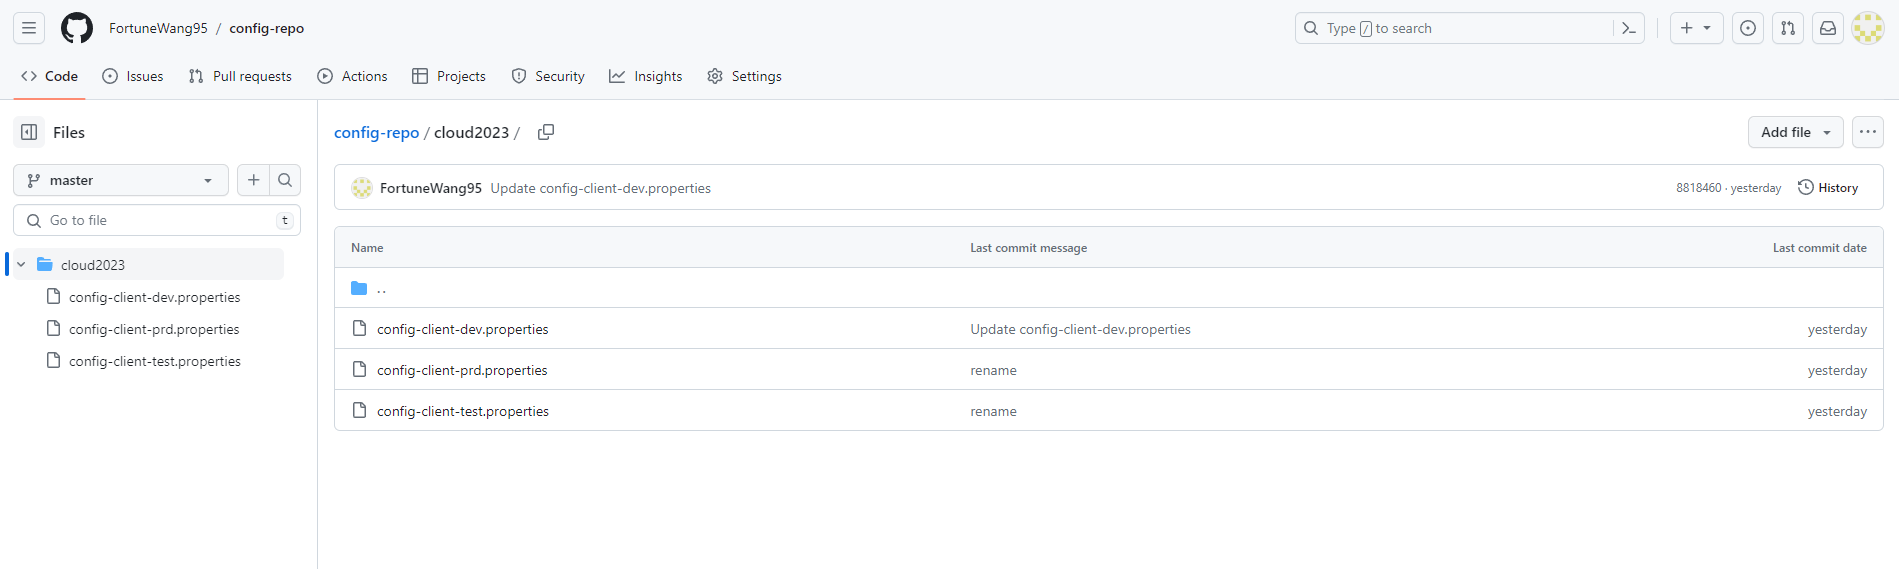 FortuneWang95 / config-repo
Type / to search
Code Issues Pull requests Actions Projects Security Insights Settings
Files
config-repo / cloud2023 /
Add file
master
FortuneWang95 Update config-client-dev.properties
8818460 · yesterday History
Go to file t
Name Last commit message Last commit date
cloud2023
..
config-client-dev.properties
config-client-prd.properties
config-client-test.properties
config-client-dev.properties Update config-client-dev.properties yesterday
config-client-prd.properties rename yesterday
config-client-test.properties rename yesterday